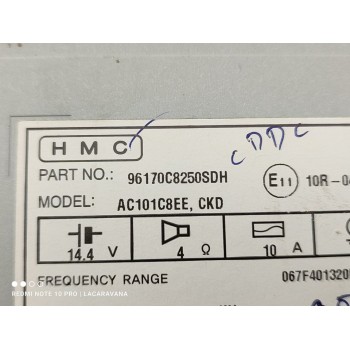 CDDC
HMC
PART NO.: 96170C8250SDH
E11 10R-0
MODEL: AC101C8EE, CKD
14.4 V 4 Ω 10 A
FREQUENCY RANGE 067F401320
REDMI NOTE 10 PRO | LACARAVANA